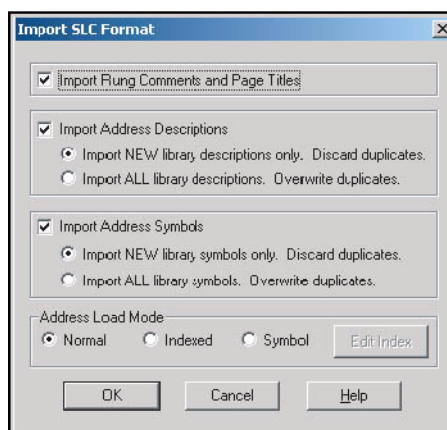 Import SLC Format
Import Rung Comments and Page Titles
Import Address Descriptions
Import NEW library descriptions only. Discard duplicates.
Import ALL library descriptions. Overwrite duplicates.
Import Address Symbols
Import NEW library symbols only. Discard duplicates.
Import ALL library symbols. Overwrite duplicates.
Address Load Mode
Normal Indexed Symbol Edit Index
OK Cancel Help